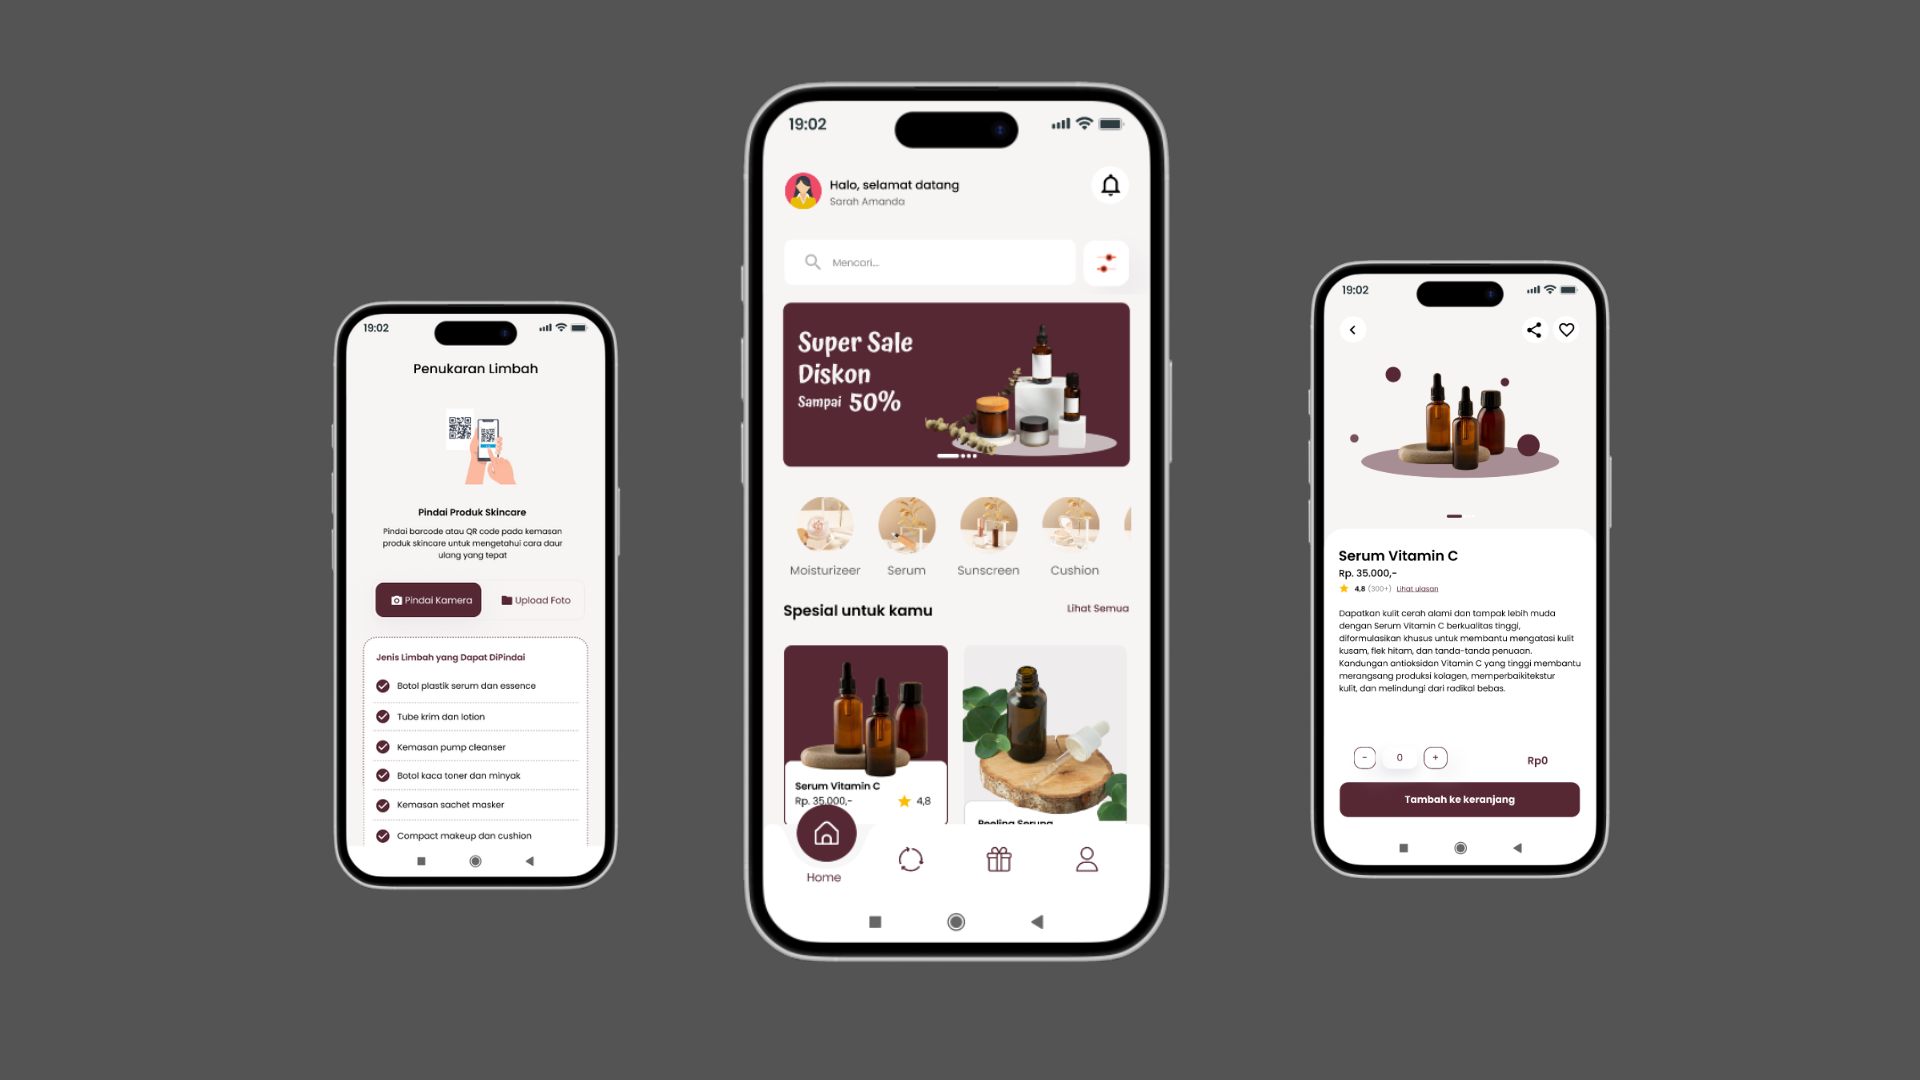 19:02
Penukaran Limbah
Pindai Produk Skincare
Pindai barcode atau QR code pada kemasan
produk skincare untuk mengetahui cara daur
ulang yang tepat
Pindai Kamera
Upload Foto
Jenis Limbah yang Dapat DiPindai
Botol plastik serum dan essence
Tube krim dan lotion
Kemasan pump cleanser
Botol kaca toner dan minyak
Kemasan sachet masker
Compact makeup dan cushion
19:02
Halo, selamat datang
Sarah Amanda
Mencari...
Super Sale
Diskon
Sampai 50%
Moisturizeer
Serum
Sunscreen
Cushion
Spesial untuk kamu
Lihat Semua
Serum Vitamin C
Rp. 35.000,-
4,8
Peeling Serung
Home
19:02
Serum Vitamin C
Rp. 35.000,-
4,8 (300+) Lihat ulasan
Dapatkan kulit cerah alami dan tampak lebih muda
dengan Serum Vitamin C berkualitas tinggi,
diformulasikan khusus untuk membantu mengatasi kulit
kusam, flek hitam, dan tanda-tanda penuaan.
Kandungan antioksidan Vitamin C yang tinggi membantu
merangsang produksi kolagen, memperbaikitekstur
kulit, dan melindungi dari radikal bebas.
- 0 +
Rp0
Tambah ke keranjang